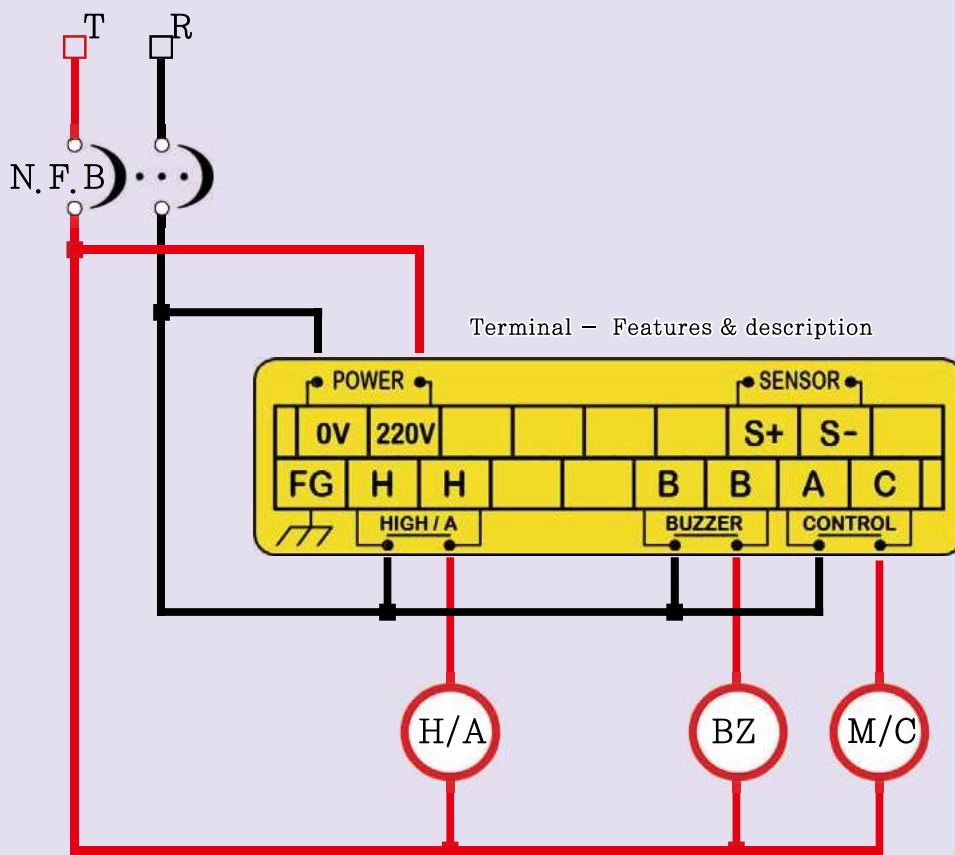 T R
N.F.B
Terminal - Features & description
POWER SENSOR
0V 220V S+ S-
FG H H B B A C
HIGH / A BUZZER CONTROL
H/A BZ M/C